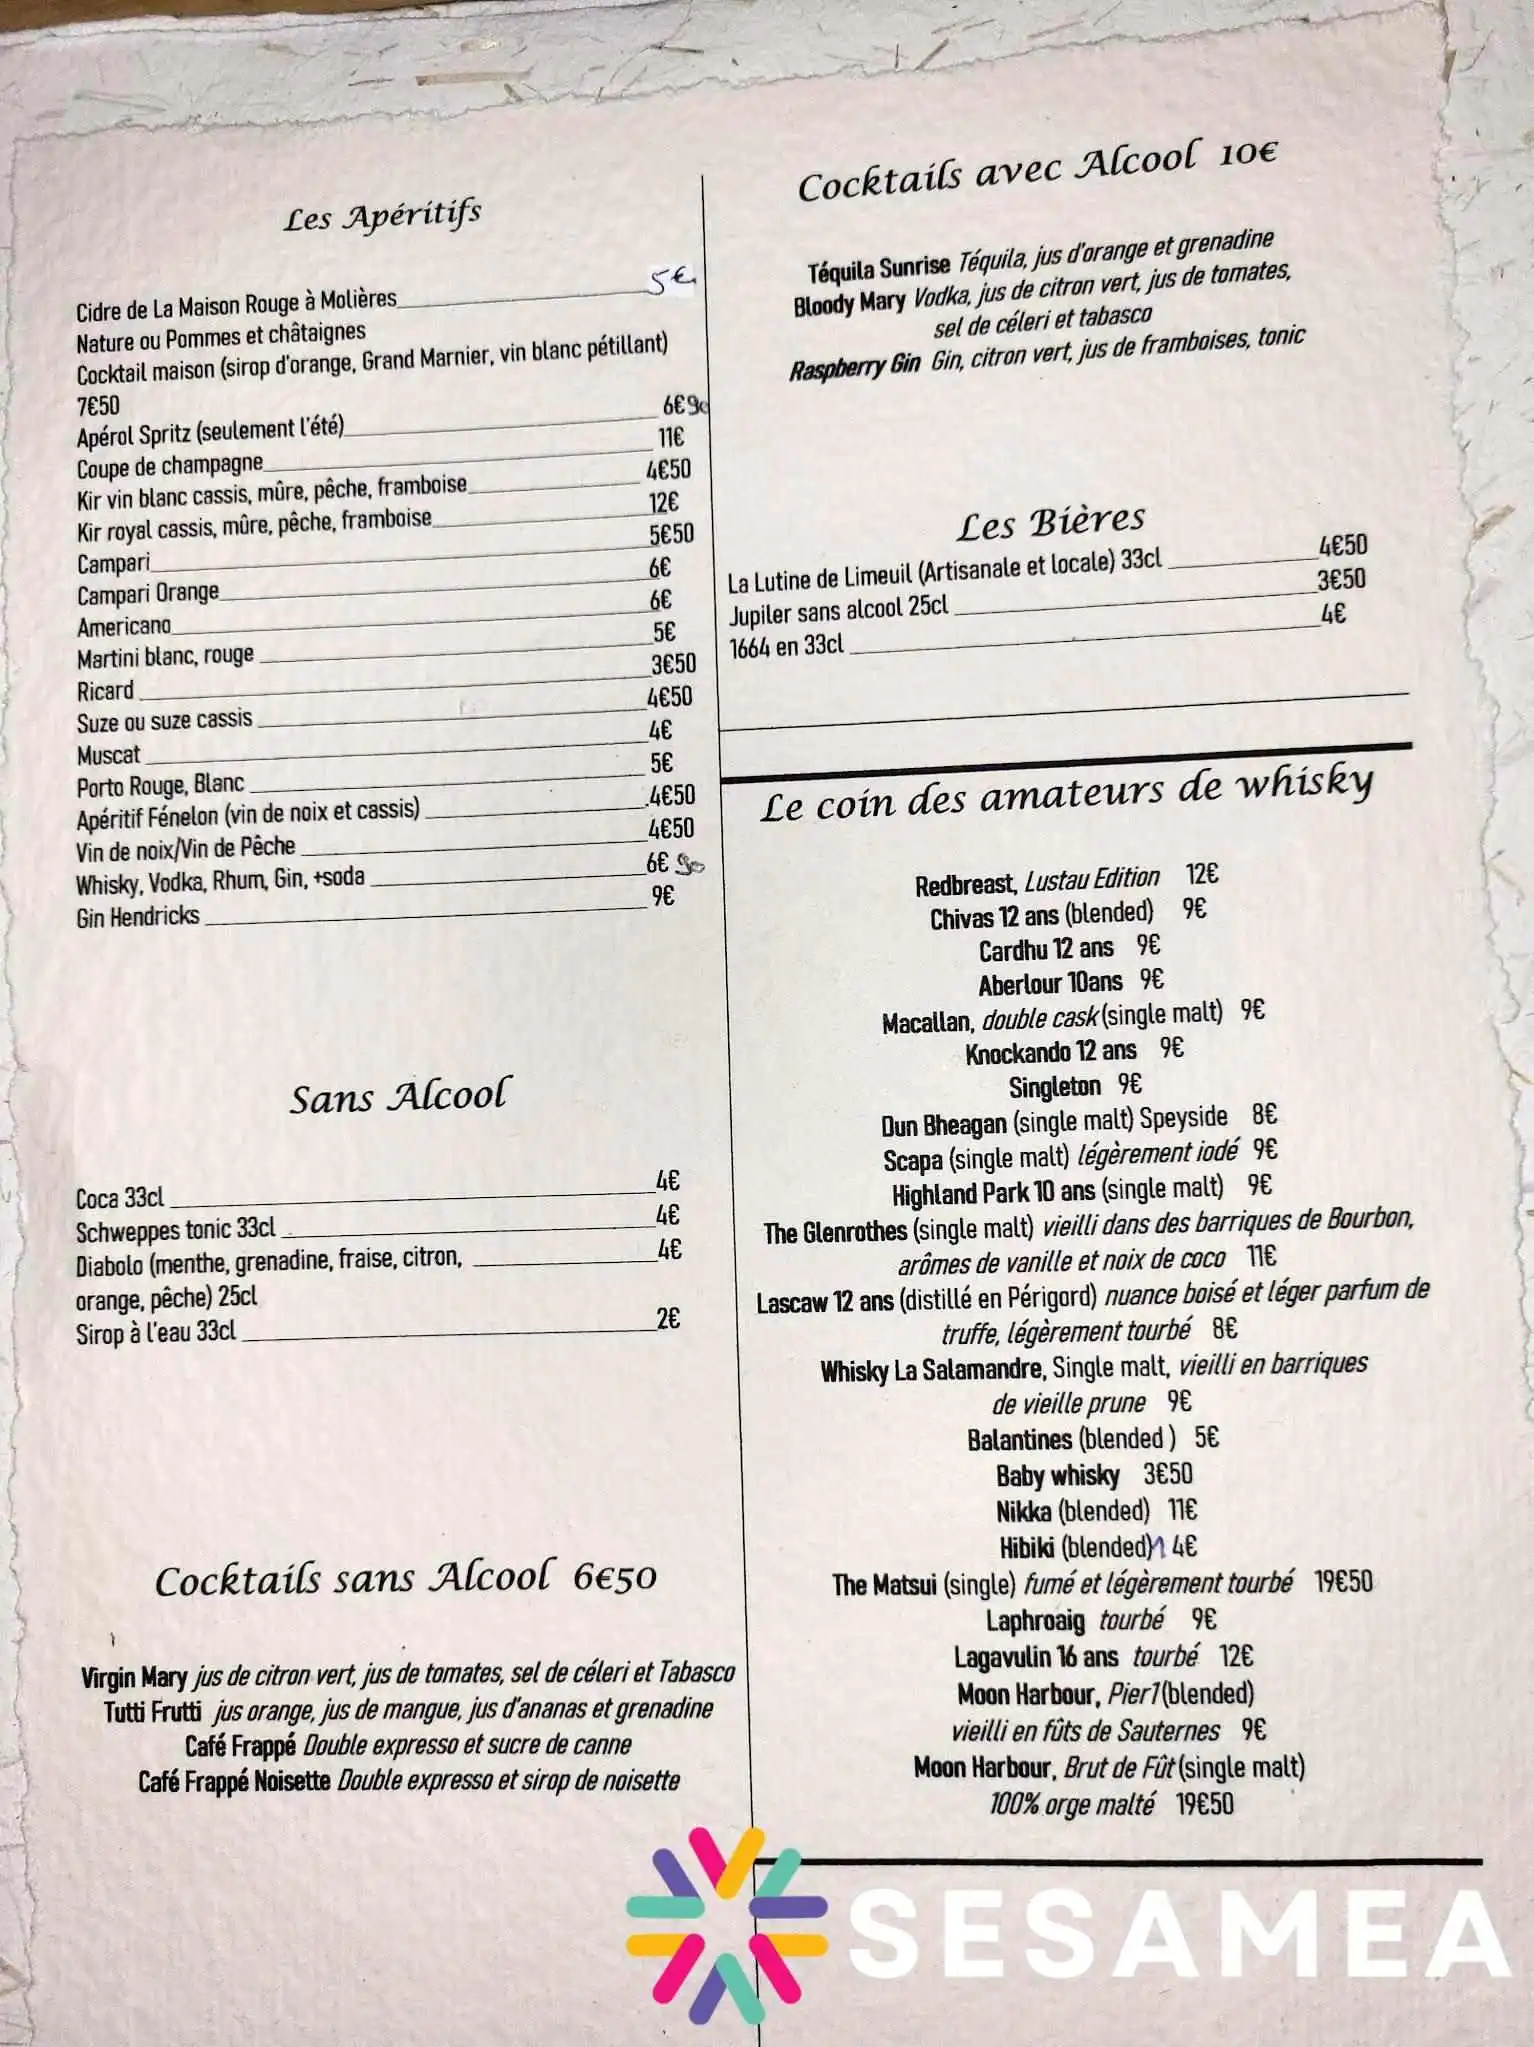 Les Apéritifs
Cidre de La Maison Rouge à Molières 5€
Nature ou Pommes et châtaignes
Cocktail maison (sirop d'orange, Grand Marnier, vin blanc pétillant)
7€50
Apérol Spritz (seulement l'été) 6€90
Coupe de champagne 11€
Kir vin blanc cassis, mûre, pêche, framboise 4€50
Kir royal cassis, mûre, pêche, framboise 12€
Campari 5€50
Campari Orange 6€
Americano 6€
Martini blanc, rouge 5€
Ricard 3€50
Suze ou suze cassis 4€50
Muscat 4€
Porto Rouge, Blanc 5€
Apéritif Fénelon (vin de noix et cassis) 4€50
Vin de noix/Vin de Pêche 4€50
Whisky, Vodka, Rhum, Gin, +soda 6€ 90
Gin Hendricks 9€
Sans Alcool
Coca 33cl 4€
Schweppes tonic 33cl 4€
Diabolo (menthe, grenadine, fraise, citron, 4€
orange, pêche) 25cl
Sirop à l'eau 33cl 2€
Cocktails sans Alcool 6€50
Virgin Mary jus de citron vert, jus de tomates, sel de céleri et Tabasco
Tutti Frutti jus orange, jus de mangue, jus d'ananas et grenadine
Café Frappé Double expresso et sucre de canne
Café Frappé Noisette Double expresso et sirop de noisette
Cocktails avec Alcool 10€
Téquila Sunrise Téquila, jus d'orange et grenadine
Bloody Mary Vodka, jus de citron vert, jus de tomates,
sel de céleri et tabasco
Raspberry Gin Gin, citron vert, jus de framboises, tonic
Les Bières
La Lutine de Limeuil (Artisanale et locale) 33cl 4€50
Jupiler sans alcool 25cl 3€50
1664 en 33cl 4€
Le coin des amateurs de whisky
Redbreast, Lustau Edition 12€
Chivas 12 ans (blended) 9€
Cardhu 12 ans 9€
Aberlour 10ans 9€
Macallan, double cask (single malt) 9€
Knockando 12 ans 9€
Singleton 9€
Dun Bheagan (single malt) Speyside 8€
Scapa (single malt) légèrement iodé 9€
Highland Park 10 ans (single malt) 9€
The Glenrothes (single malt) vieilli dans des barriques de Bourbon,
arômes de vanille et noix de coco 11€
Lascaw 12 ans (distillé en Périgord) nuance boisé et léger parfum de
truffe, légèrement tourbé 8€
Whisky La Salamandre, Single malt, vieilli en barriques
de vieille prune 9€
Balantines (blended ) 5€
Baby whisky 3€50
Nikka (blended) 11€
Hibiki (blended) 14€
The Matsui (single) fumé et légèrement tourbé 19€50
Laphroaig tourbé 9€
Lagavulin 16 ans tourbé 12€
Moon Harbour, Pier1 (blended)
vieilli en fûts de Sauternes 9€
Moon Harbour, Brut de Fût (single malt)
100% orge malté 19€50
SESAMEA